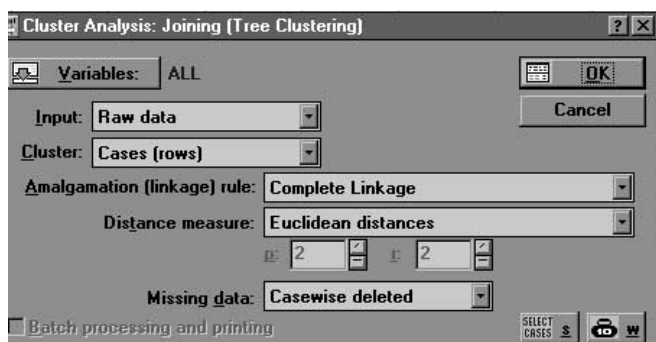 Cluster Analysis: Joining (Tree Clustering) ? ×
Variables: ALL OK
Input: Raw data Cancel
Cluster: Cases (rows)
Amalgamation (linkage) rule: Complete Linkage
Distance measure: Euclidean distances
p: 2 r: 2
Missing data: Casewise deleted
Batch processing and printing SELECT CASES S 10 W